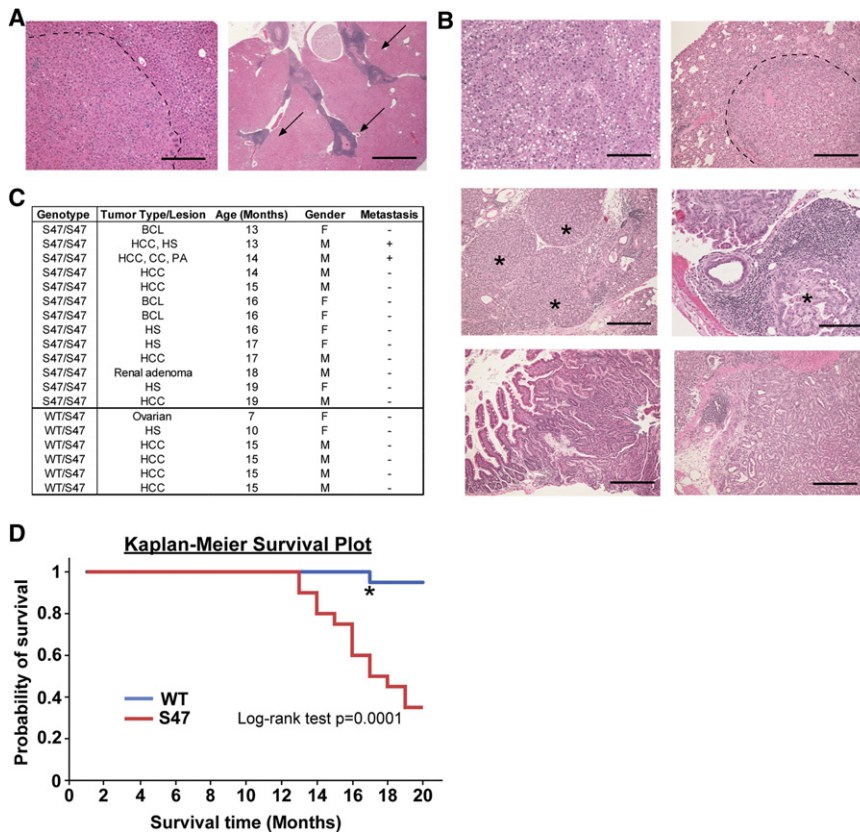 A
B
C
Genotype Tumor Type/Lesion Age (Months) Gender Metastasis
S47/S47 BCL 13 F -
S47/S47 HCC, HS 13 M +
S47/S47 HCC, CC, PA 14 M +
S47/S47 HCC 14 M -
S47/S47 HCC 15 M -
S47/S47 BCL 16 F -
S47/S47 BCL 16 F -
S47/S47 HS 16 F -
S47/S47 HS 17 F -
S47/S47 HCC 17 M -
S47/S47 Renal adenoma 18 M -
S47/S47 HS 19 F -
S47/S47 HCC 19 M -
WT/S47 Ovarian 7 F -
WT/S47 HS 10 F -
WT/S47 HCC 15 M -
WT/S47 HCC 15 M -
WT/S47 HCC 15 M -
WT/S47 HCC 15 M -
* * *
*
D
Kaplan-Meier Survival Plot
Probability of survival
1
0.8
0.6
0.4
0.2
0
*
WT
S47
Log-rank test p=0.0001
0 2 4 6 8 10 12 14 16 18 20
Survival time (Months)